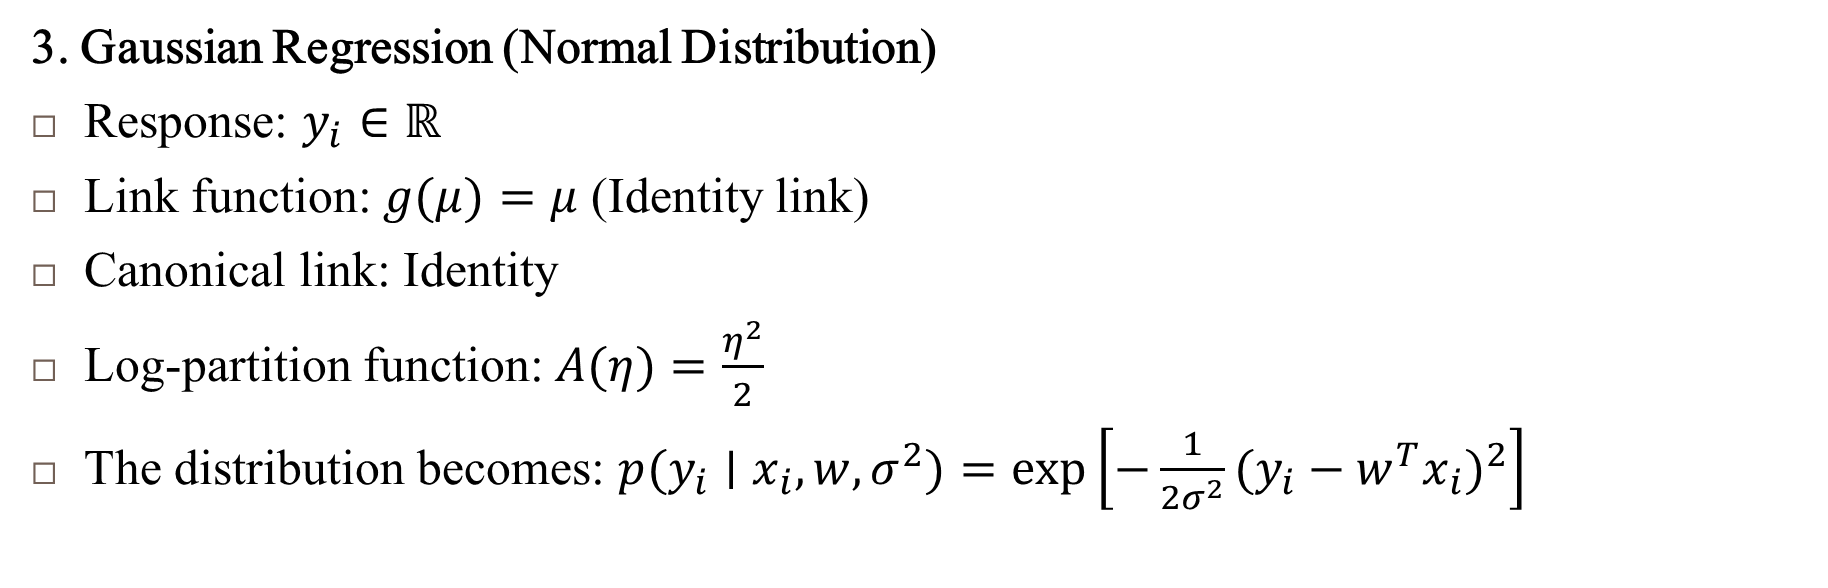 3. Gaussian Regression (Normal Distribution)
□ Response: 𝑦ᵢ ∈ ℝ
□ Link function: 𝑔(𝜇) = 𝜇 (Identity link)
□ Canonical link: Identity
□ Log-partition function: 𝐴(𝜂) = 𝜂²/2
□ The distribution becomes: 𝑝(𝑦ᵢ | 𝑥ᵢ, 𝑤, 𝜎²) = exp [−1/(2𝜎²) (𝑦ᵢ − 𝑤ᵀ𝑥ᵢ)²]